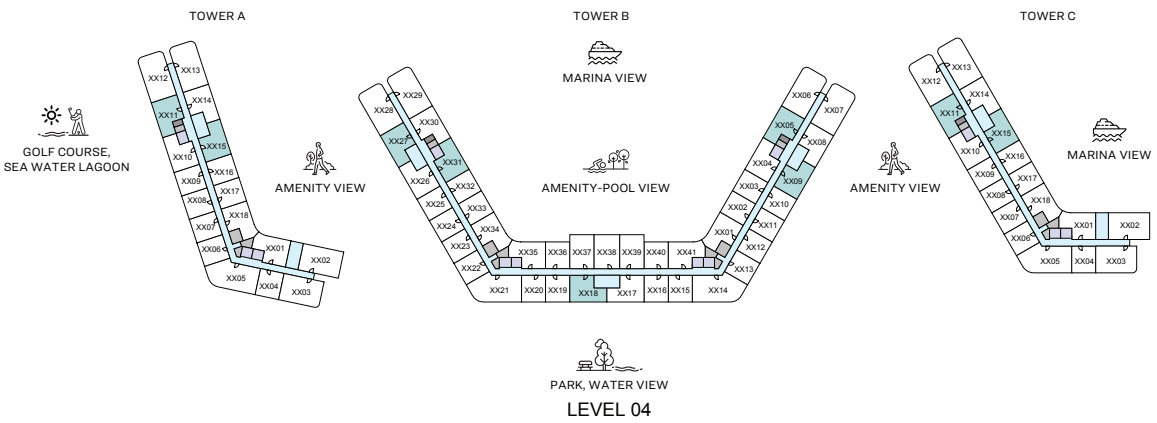 TOWER A
TOWER B
TOWER C
MARINA VIEW
GOLF COURSE,
SEA WATER LAGOON
AMENITY VIEW
AMENITY-POOL VIEW
AMENITY VIEW
MARINA VIEW
XX12
XX13
XX14
XX11
XX15
XX10
XX16
XX09
XX17
XX08
XX18
XX07
XX06
XX01
XX02
XX05
XX04
XX03
XX28
XX29
XX30
XX27
XX31
XX26
XX32
XX25
XX33
XX24
XX34
XX23
XX22
XX35
XX36
XX37
XX38
XX39
XX40
XX41
XX21
XX20
XX19
XX18
XX17
XX16
XX15
XX14
XX06
XX07
XX05
XX08
XX04
XX09
XX03
XX10
XX02
XX11
XX01
XX12
XX13
XX12
XX13
XX14
XX11
XX15
XX10
XX16
XX09
XX17
XX08
XX18
XX07
XX06
XX01
XX02
XX05
XX04
XX03
PARK, WATER VIEW
LEVEL 04